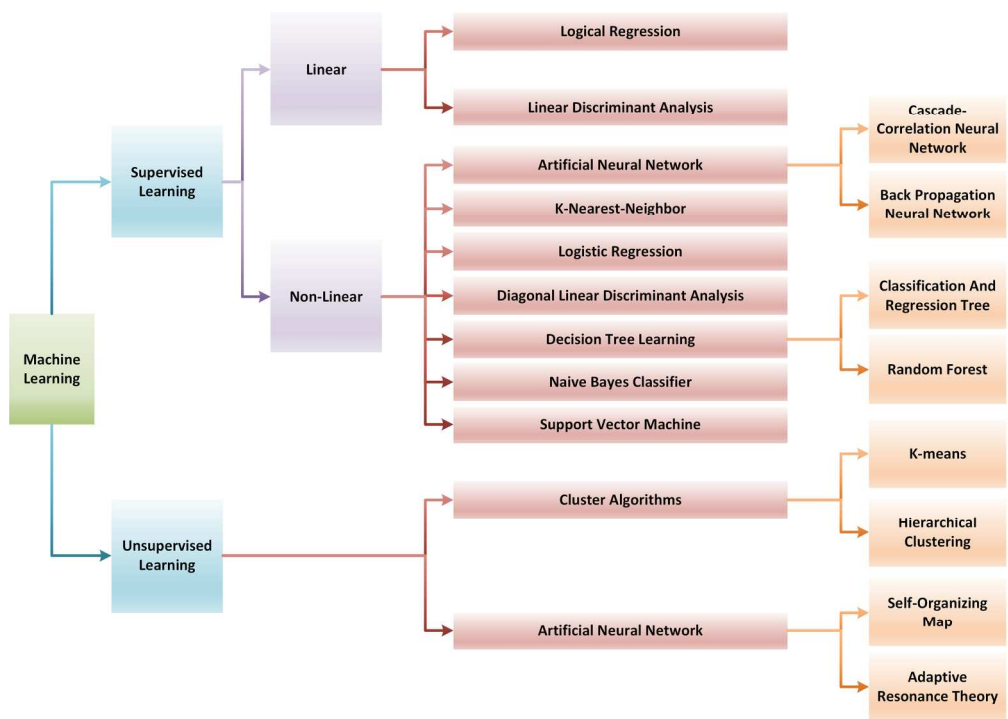 Machine
Learning
Supervised
Learning
Unsupervised
Learning
Linear
Non-Linear
Logical Regression
Linear Discriminant Analysis
Artificial Neural Network
K-Nearest-Neighbor
Logistic Regression
Diagonal Linear Discriminant Analysis
Decision Tree Learning
Naive Bayes Classifier
Support Vector Machine
Cluster Algorithms
Artificial Neural Network
Cascade-
Correlation Neural
Network
Back Propagation
Neural Network
Classification And
Regression Tree
Random Forest
K-means
Hierarchical
Clustering
Self-Organizing
Map
Adaptive
Resonance Theory